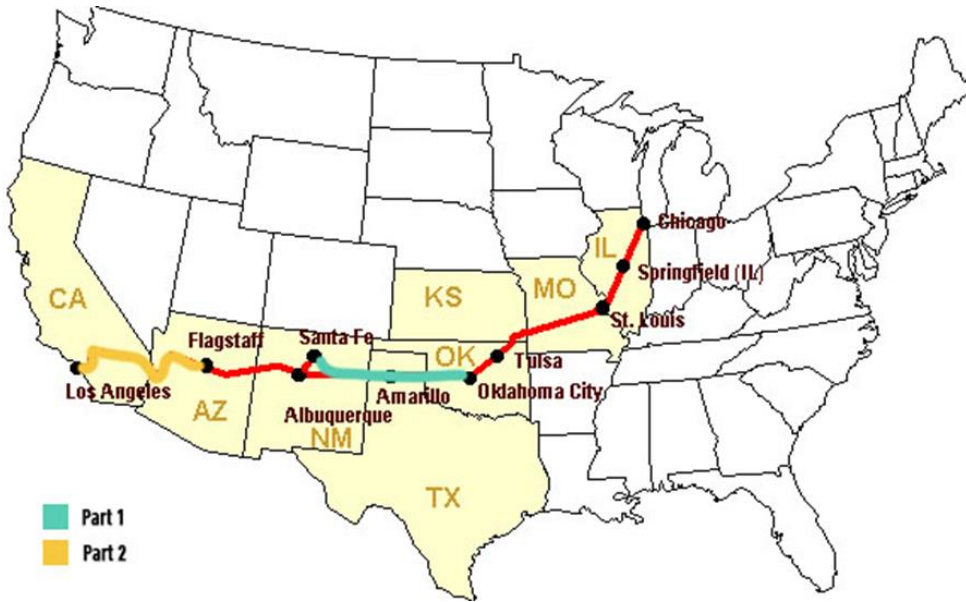 Chicago
IL
Springfield (IL)
MO
KS
CA
St. Louis
Flagstaff
Santa Fe
OK
Tulsa
Los Angeles
Amarillo
Oklahoma City
AZ
Albuquerque
NM
TX
Part 1
Part 2